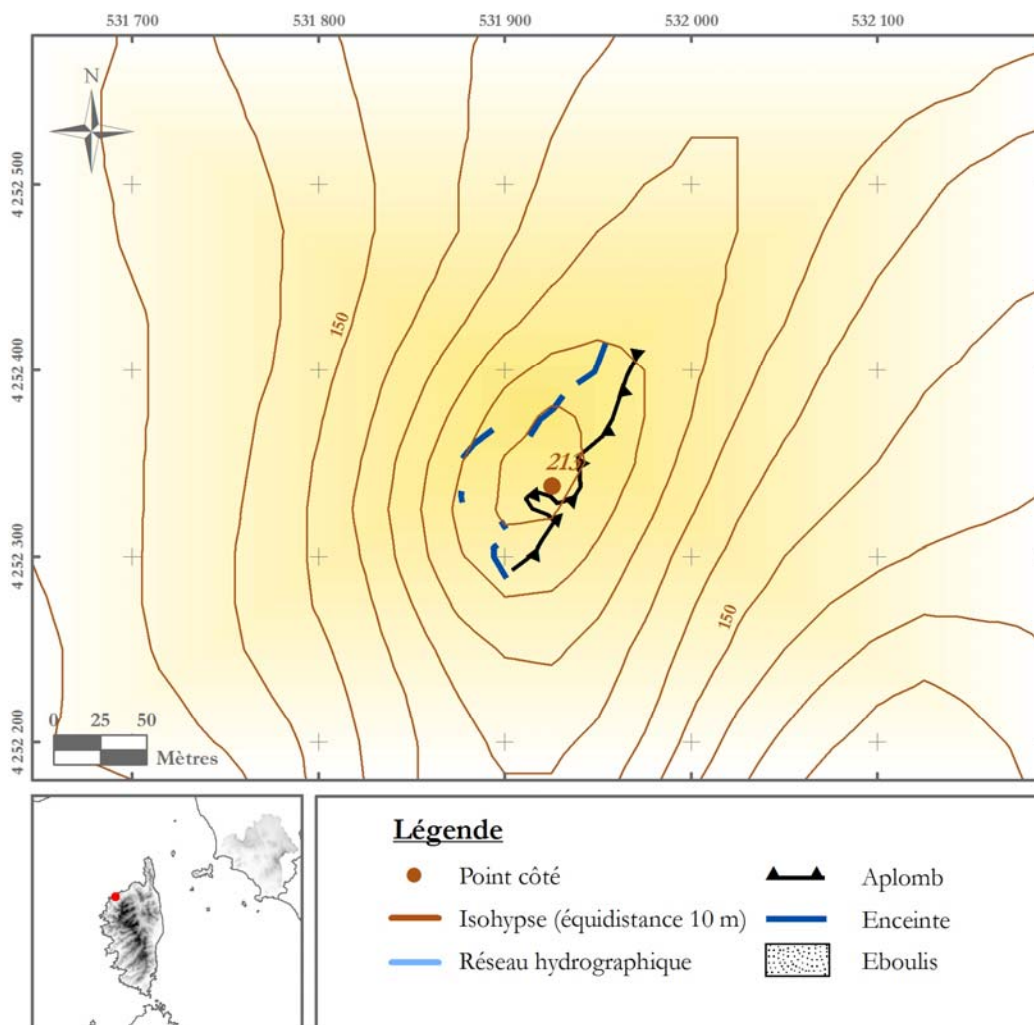 531 700 531 800 531 900 532 000 532 100
N
4 252 500
150
4 252 400
213
4 252 300
150
4 252 200
0 25 50
Mètres
Légende
Point côté
Aplomb
Isohypse (équidistance 10 m)
Enceinte
Réseau hydrographique
Eboulis